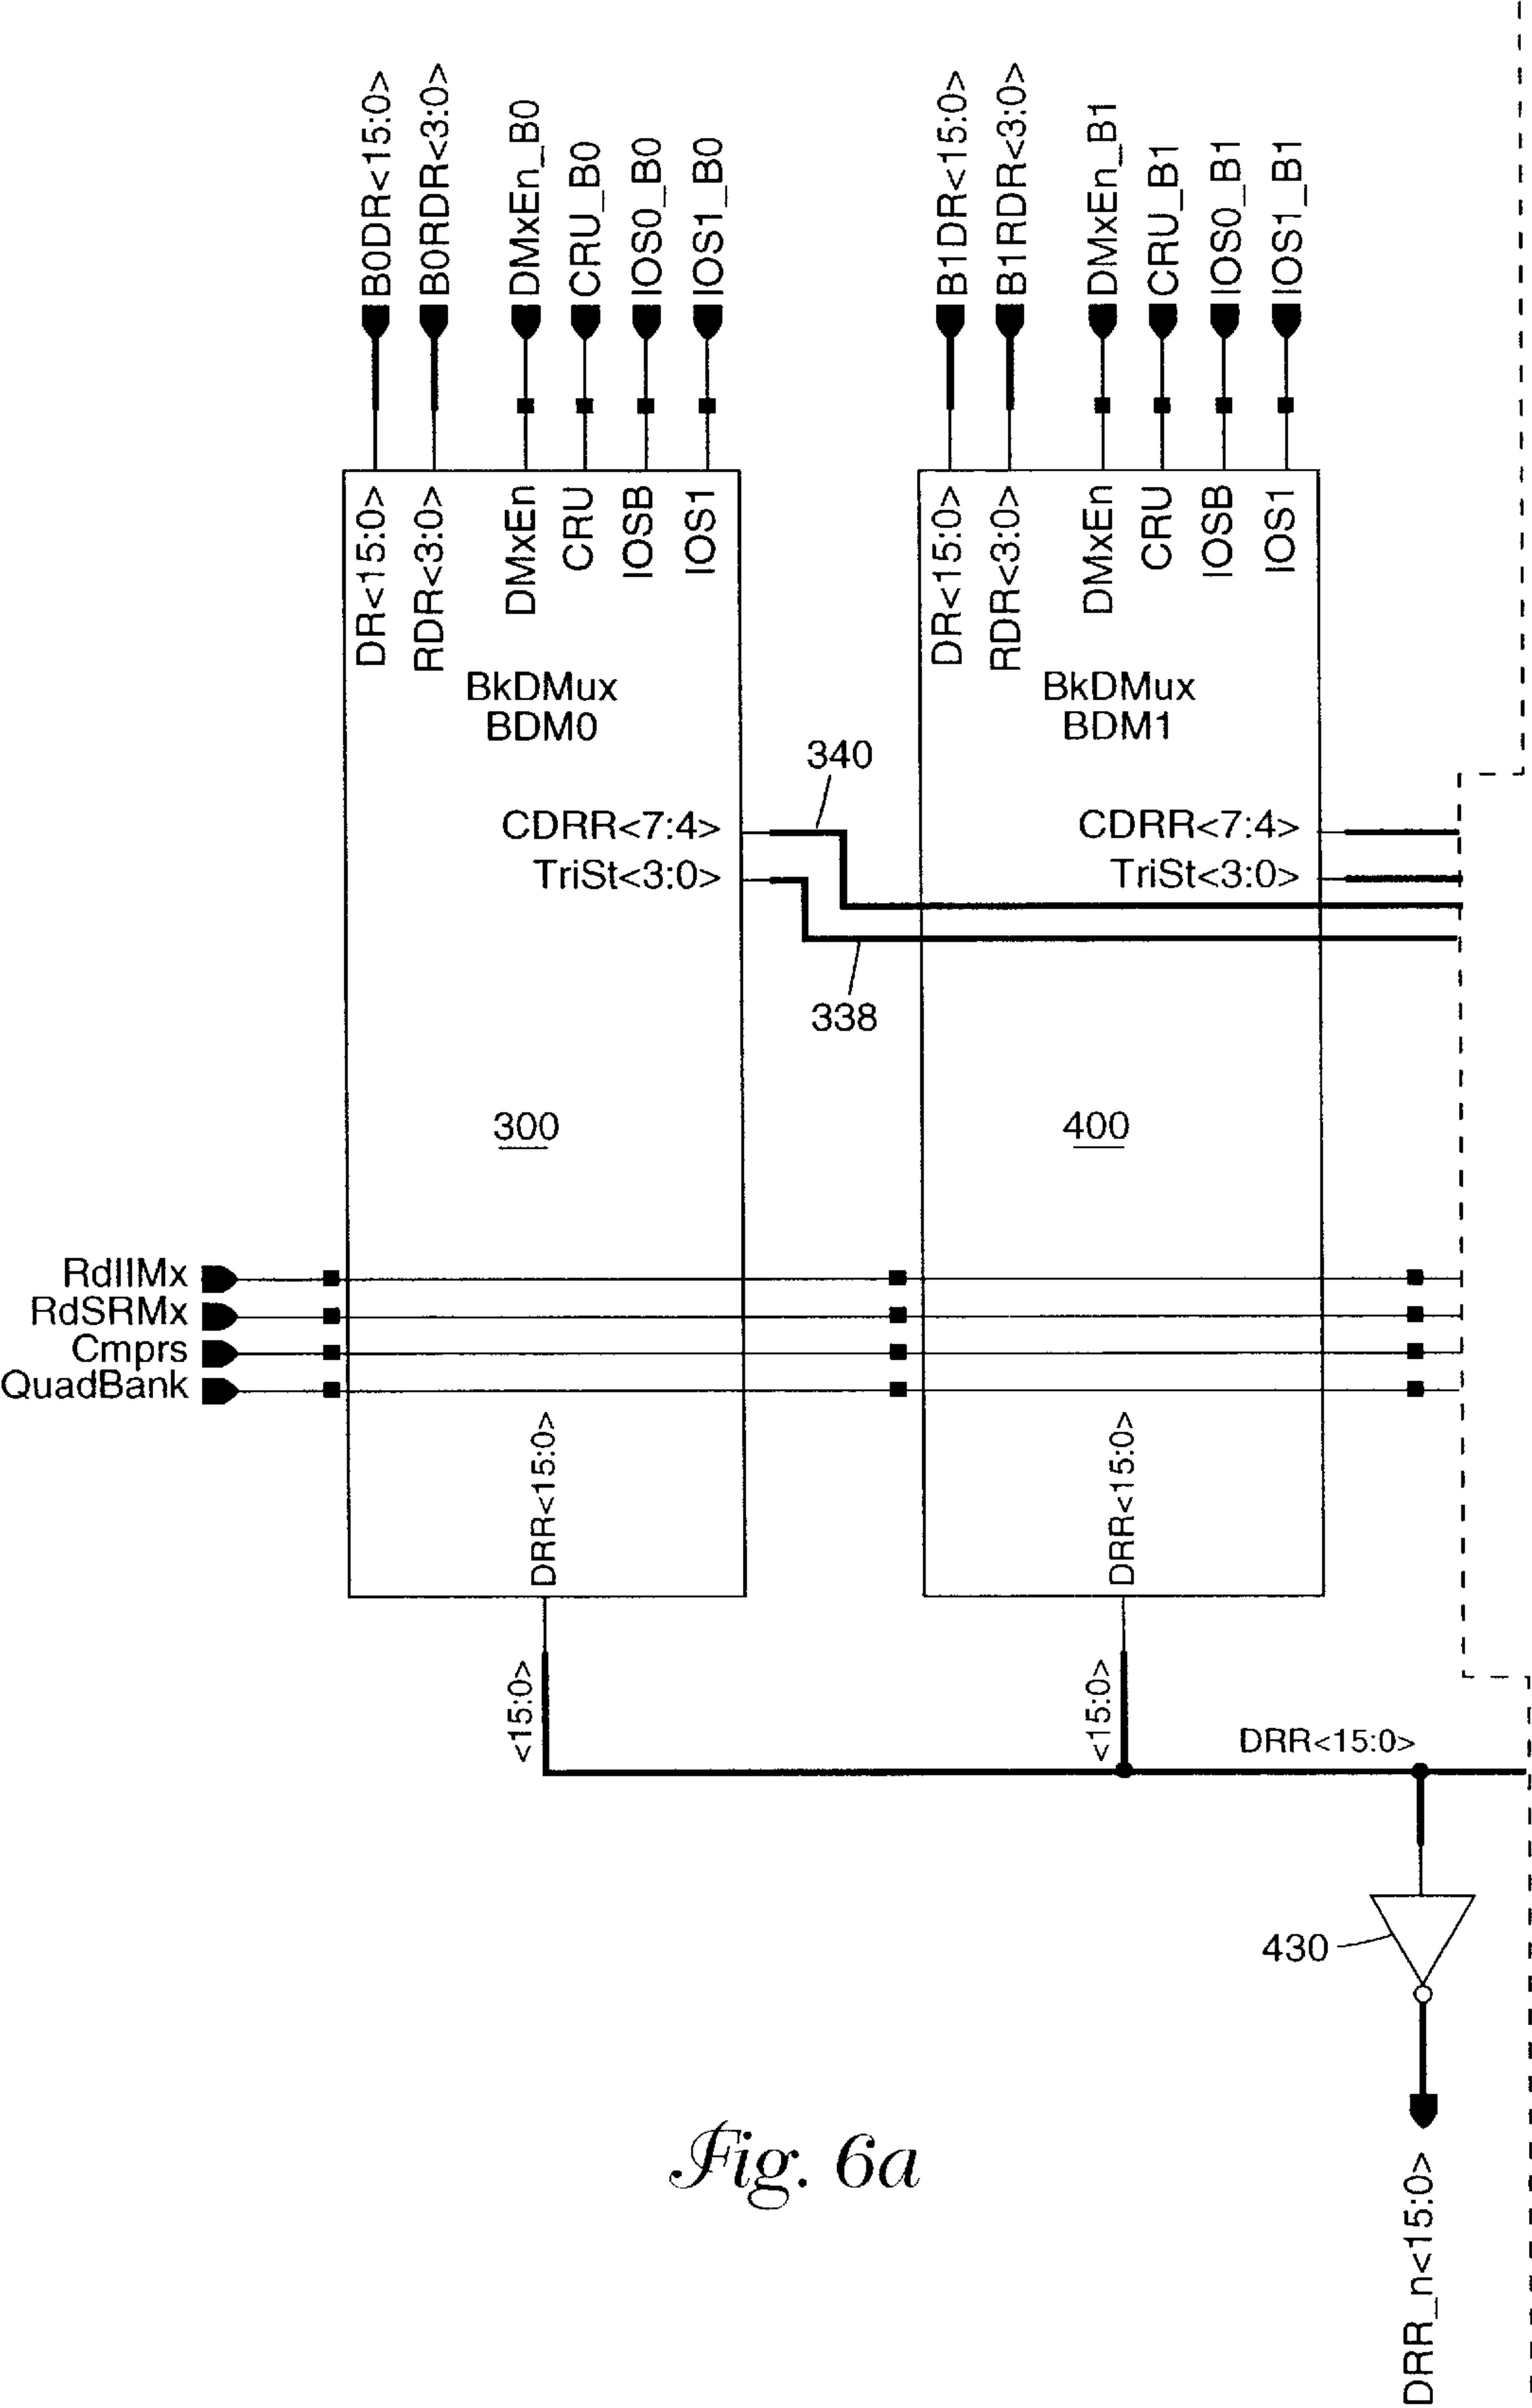 B0DR<15:0>
B0RDR<3:0>
DMxEn_B0
CRU_B0
IOS0_B0
IOS1_B0
B1DR<15:0>
B1RDR<3:0>
DMxEn_B1
CRU_B1
IOS0_B1
IOS1_B1
DR<15:0>
RDR<3:0>
DMxEn
CRU
IOSB
IOS1
DR<15:0>
RDR<3:0>
DMxEn
CRU
IOSB
IOS1
BkDMux
BDM0
BkDMux
BDM1
340
CDRR<7:4>
TriSt<3:0>
CDRR<7:4>
TriSt<3:0>
338
300
400
RdIIMx
RdSRMx
Cmprs
QuadBank
DRR<15:0>
DRR<15:0>
<15:0>
<15:0>
DRR<15:0>
430
DRR_n<15:0>
Fig. 6a